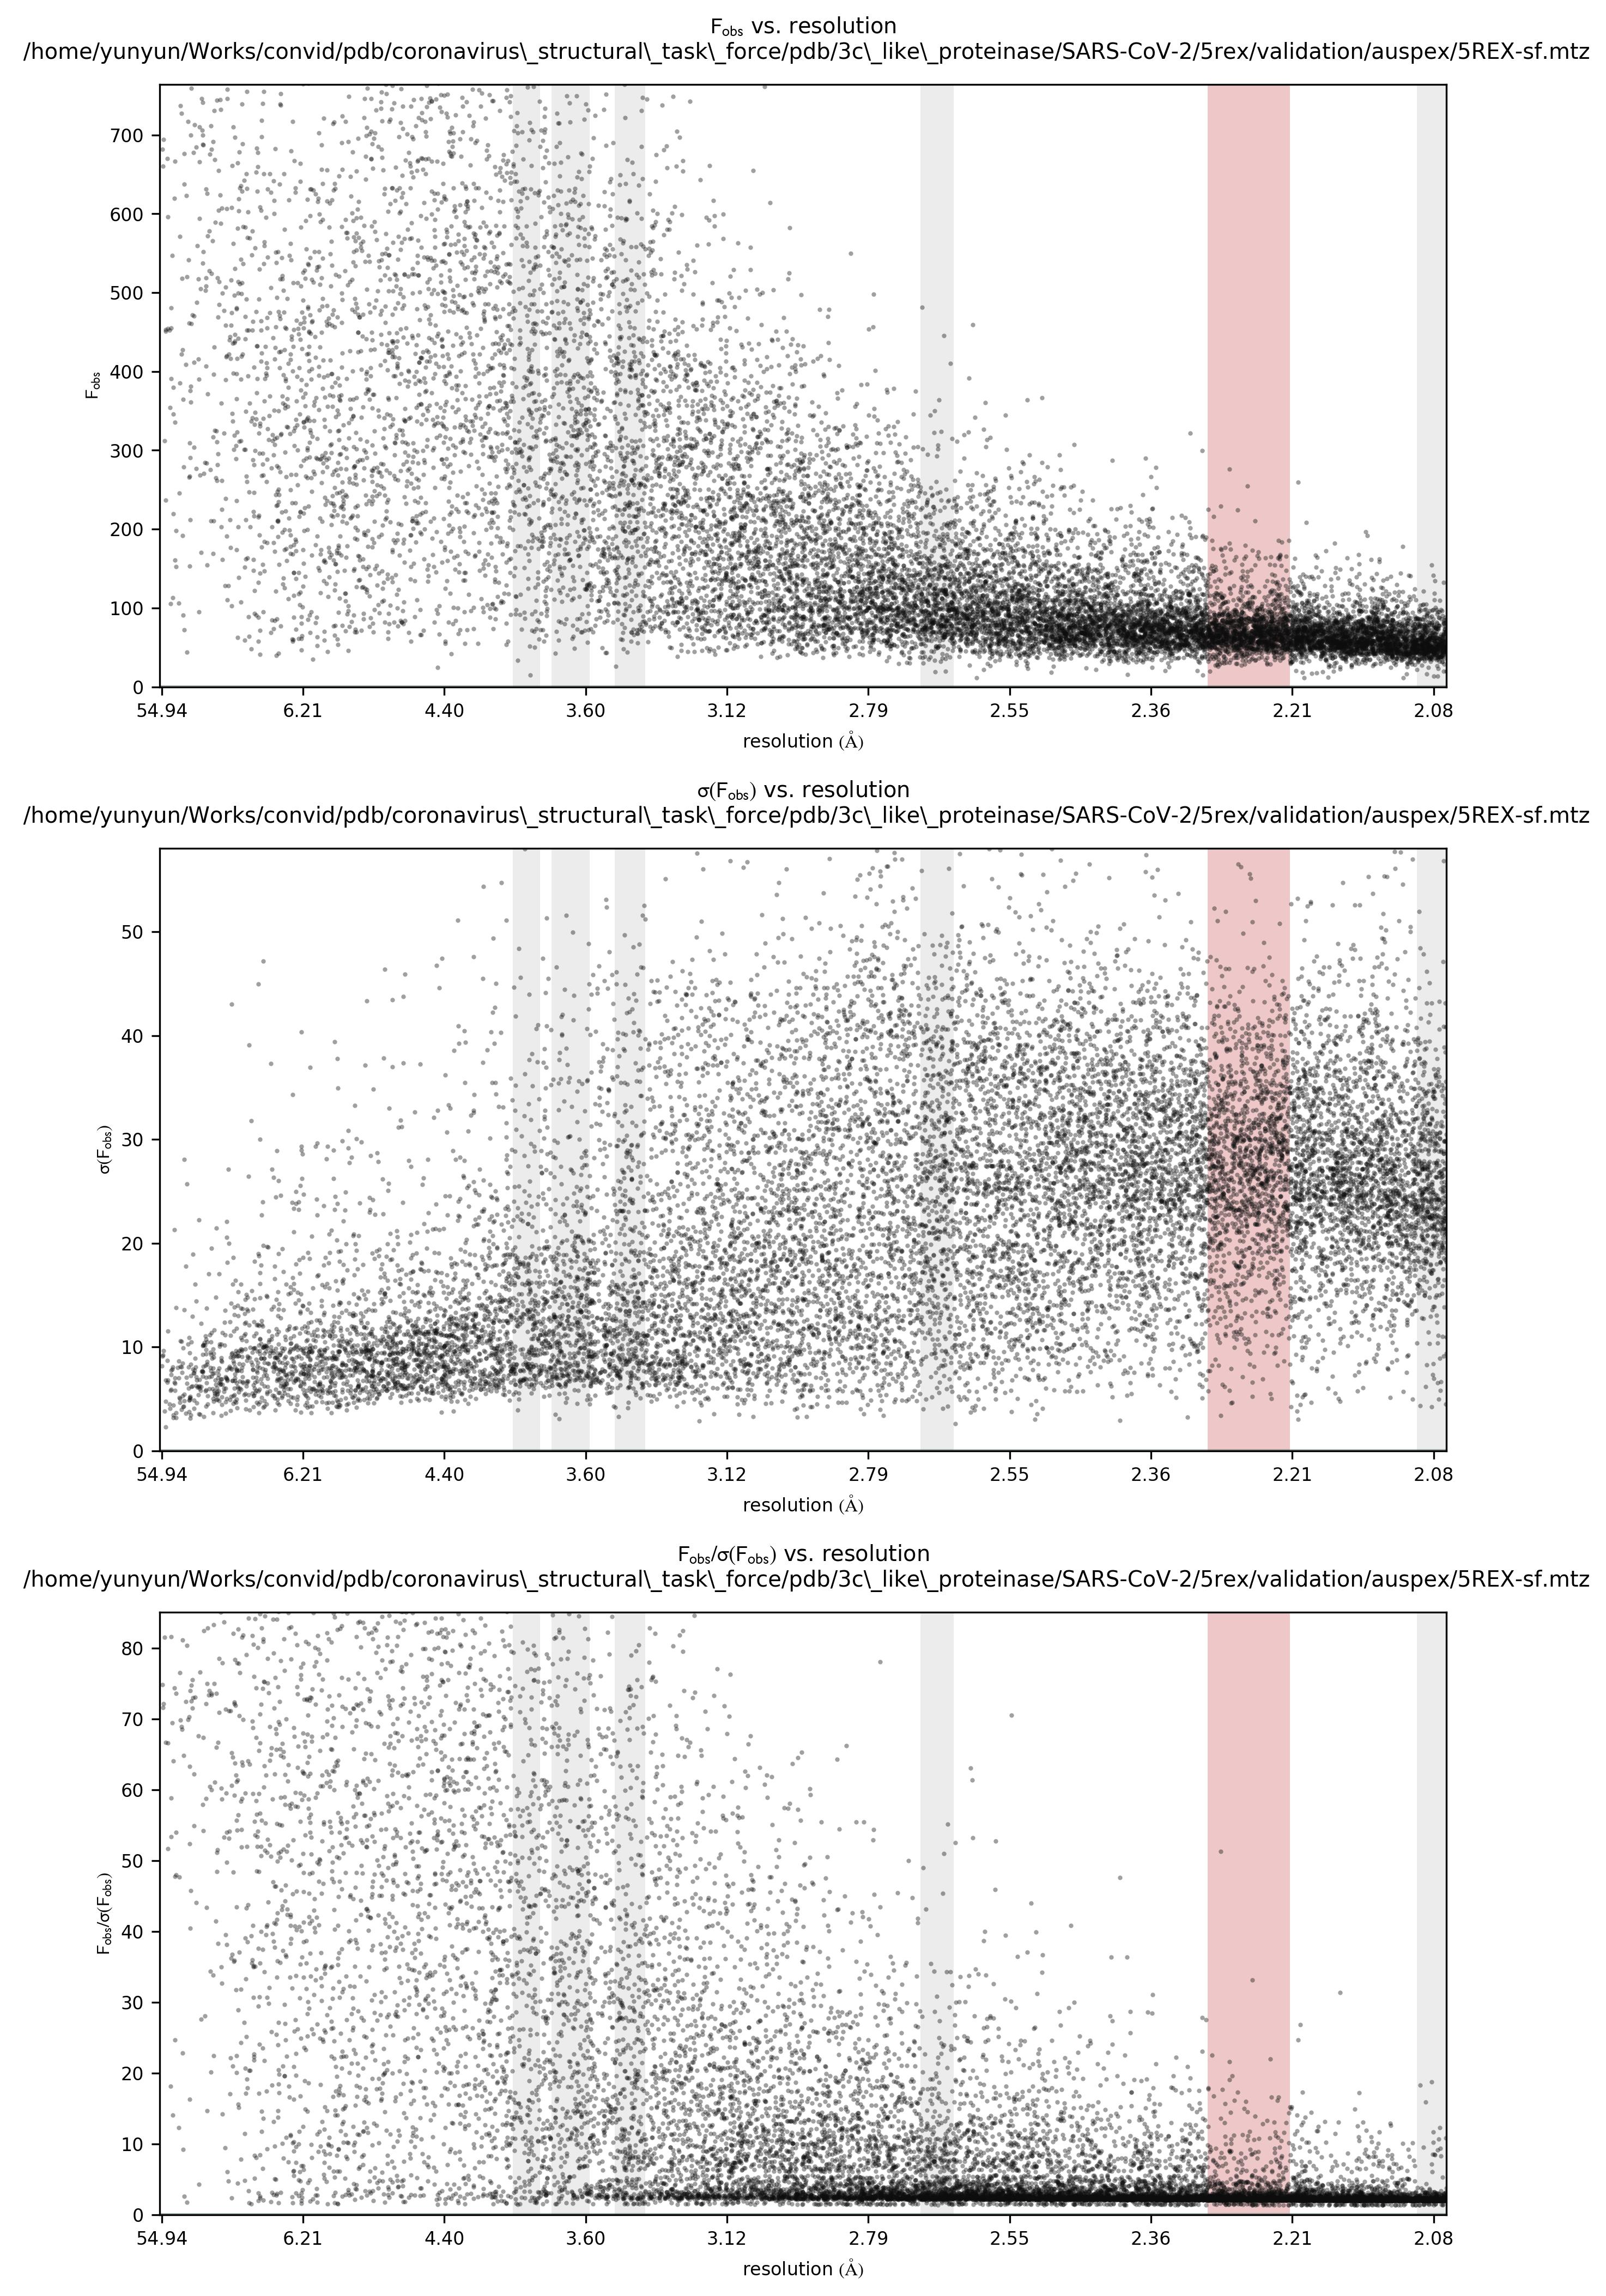 Fobs vs. resolution
/home/yunyun/Works/convid/pdb/coronavirus\_structural\_task\_force/pdb/3c\_like\_proteinase/SARS-CoV-2/5rex/validation/auspex/5REX-sf.mtz
Fobs
700
600
500
400
300
200
100
0
54.94 6.21 4.40 3.60 3.12 2.79 2.55 2.36 2.21 2.08
resolution (Å)
σ(Fobs) vs. resolution
/home/yunyun/Works/convid/pdb/coronavirus\_structural\_task\_force/pdb/3c\_like\_proteinase/SARS-CoV-2/5rex/validation/auspex/5REX-sf.mtz
σ(Fobs)
50
40
30
20
10
0
54.94 6.21 4.40 3.60 3.12 2.79 2.55 2.36 2.21 2.08
resolution (Å)
Fobs/σ(Fobs) vs. resolution
/home/yunyun/Works/convid/pdb/coronavirus\_structural\_task\_force/pdb/3c\_like\_proteinase/SARS-CoV-2/5rex/validation/auspex/5REX-sf.mtz
Fobs/σ(Fobs)
80
70
60
50
40
30
20
10
0
54.94 6.21 4.40 3.60 3.12 2.79 2.55 2.36 2.21 2.08
resolution (Å)